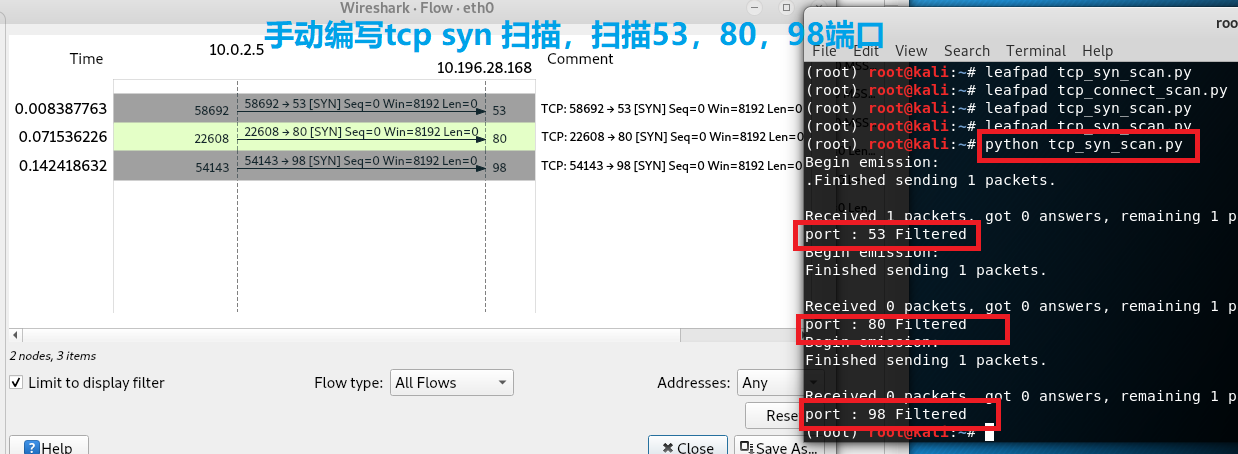 Wireshark · Flow · eth0
手动编写tcp syn 扫描，扫描53，80，98端口
Time
10.0.2.5
10.196.28.168
Comment
0.008387763
58692
58692 → 53 [SYN] Seq=0 Win=8192 Len=0
53
TCP: 58692 → 53 [SYN] Seq=0 Win=8192 Len=0
0.071536226
22608
22608 → 80 [SYN] Seq=0 Win=8192 Len=0
80
TCP: 22608 → 80 [SYN] Seq=0 Win=8192 Len=0
0.142418632
54143
54143 → 98 [SYN] Seq=0 Win=8192 Len=0
98
TCP: 54143 → 98 [SYN] Seq=0 Win=8192 Len=0
2 nodes, 3 items
Limit to display filter
Flow type:
All Flows
Addresses:
Any
Rese
Help
Close
Save As...
roo
File Edit View Search Terminal Help
(root) root@kali:~# leafpad tcp_syn_scan.py
(root) root@kali:~# leafpad tcp_connect_scan.py
(root) root@kali:~# leafpad tcp_syn_scan.py
(root) root@kali:~# leafpad tcp_syn_scan.py
(root) root@kali:~# python tcp_syn_scan.py
Begin emission:
.Finished sending 1 packets.
Received 1 packets, got 0 answers, remaining 1 p
port : 53 Filtered
Begin emission:
Finished sending 1 packets.
Received 0 packets, got 0 answers, remaining 1 p
port : 80 Filtered
Begin emission:
Finished sending 1 packets.
Received 0 packets, got 0 answers, remaining 1 p
port : 98 Filtered
(root) root@kali:~#